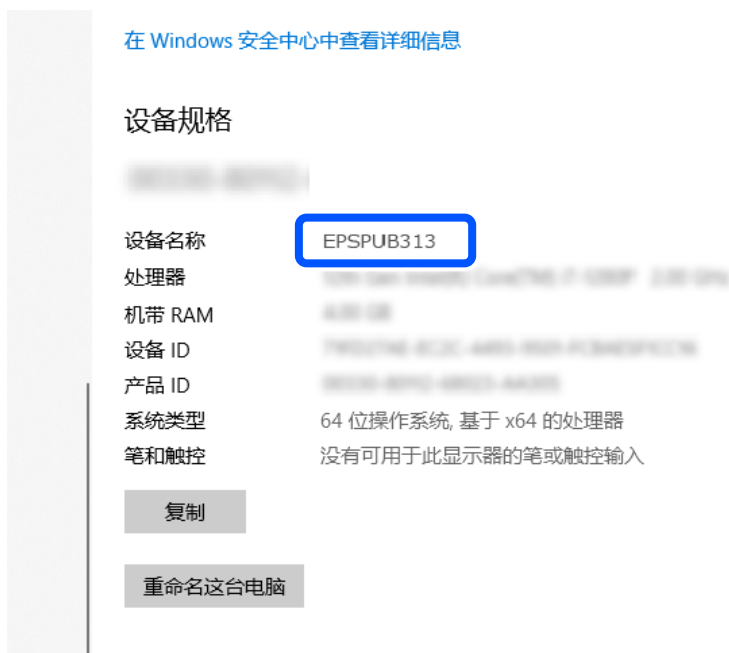 在 Windows 安全中心中查看详细信息
设备规格
设备名称 EPSPUB313
处理器
机带 RAM
设备 ID
产品 ID
系统类型 64 位操作系统, 基于 x64 的处理器
笔和触控 没有可用于此显示器的笔或触控输入
复制
重命名这台电脑